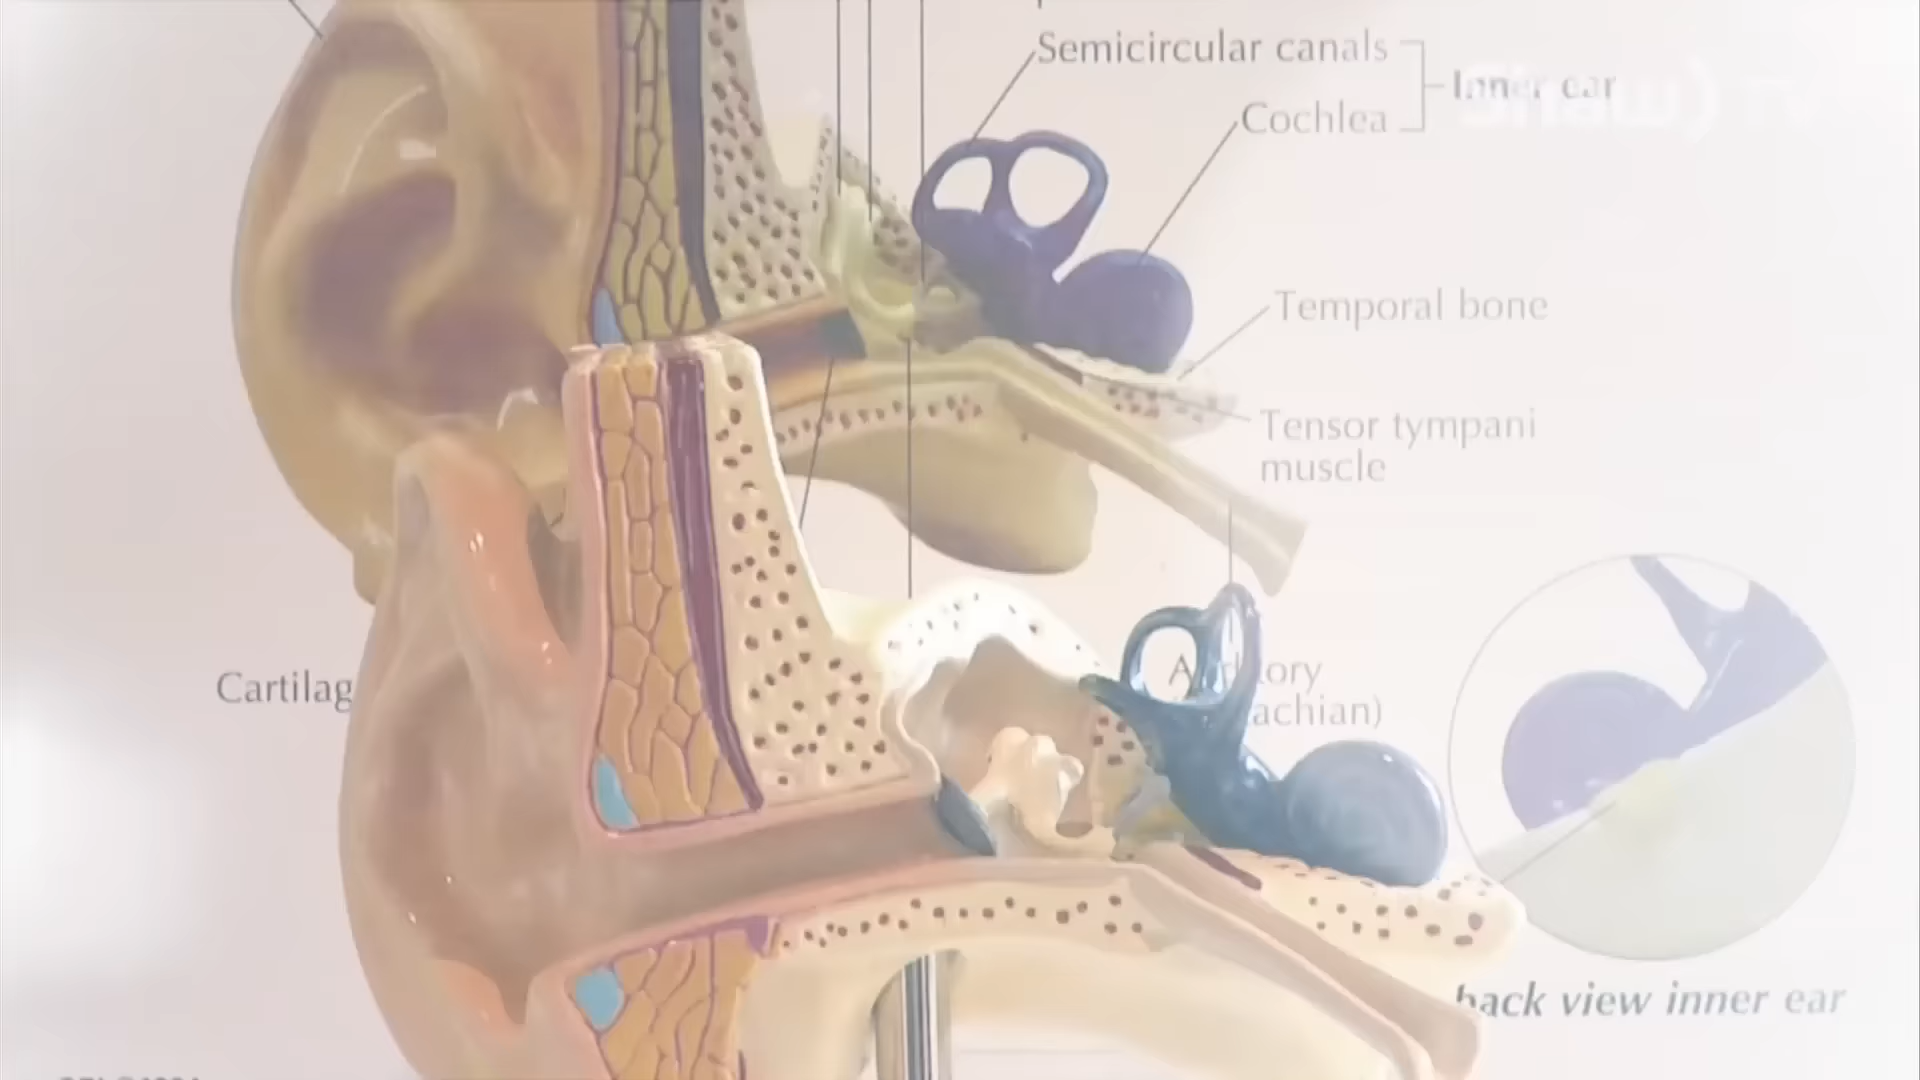 Semicircular canals
Inner ear
Cochlea
Temporal bone
Tensor tympani
muscle
Cartilag
achian)
back view inner ear